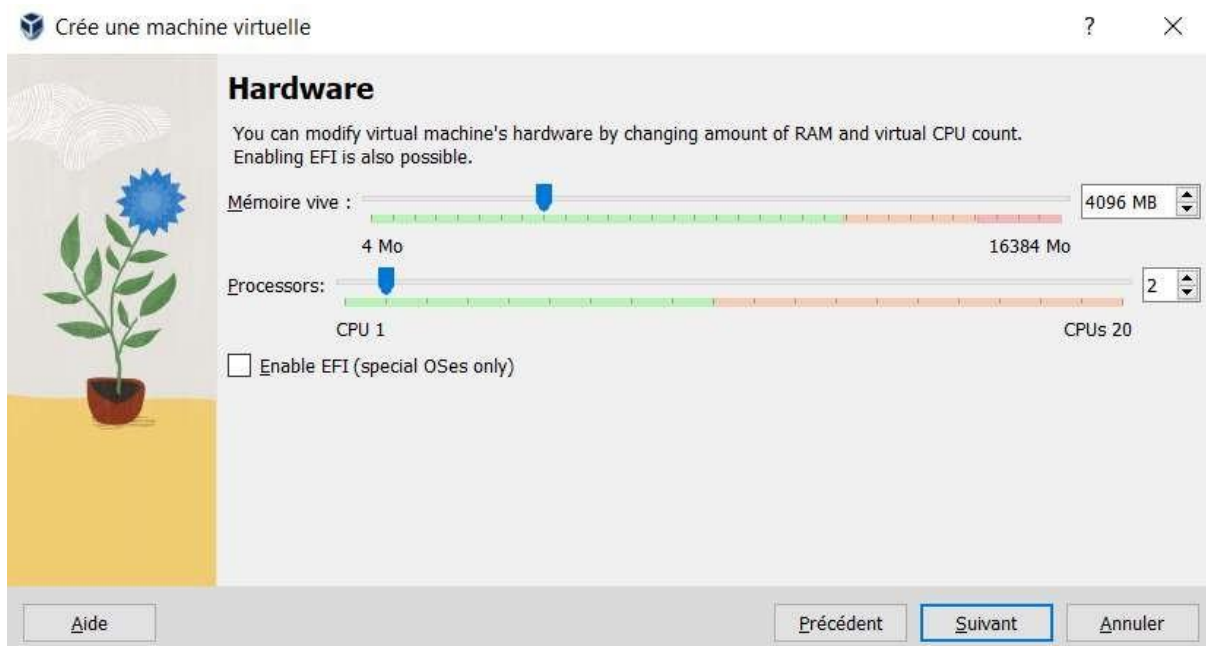 Crée une machine virtuelle
?
Hardware
You can modify virtual machine's hardware by changing amount of RAM and virtual CPU count.
Enabling EFI is also possible.
Mémoire vive :
4096 MB
4 Mo
16384 Mo
Processors:
2
CPU 1
CPUs 20
Enable EFI (special OSes only)
Aide
Précédent
Suivant
Annuler